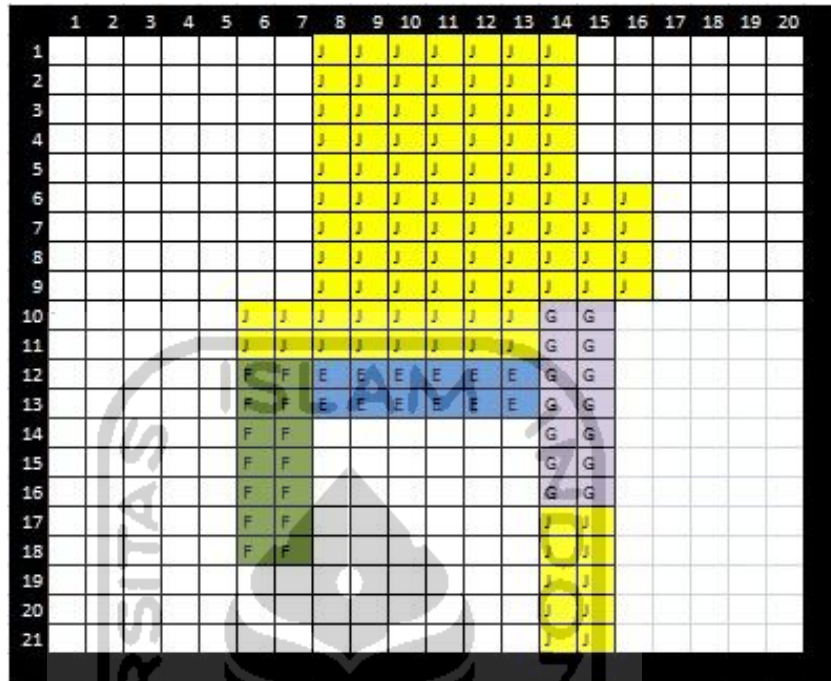 1 2 3 4 5 6 7 8 9 10 11 12 13 14 15 16 17 18 19 20
1 J J J J J J J
2 J J J J J J J
3 J J J J J J J
4 J J J J J J J
5 J J J J J J J
6 J J J J J J J J J
7 J J J J J J J J J
8 J J J J J J J J J
9 J J J J J J J J J
10 J J J J J J J J G G
11 J J J J J J J J G G
12 F F E E E E E E G G
13 F F E E E E E E G G
ISLAM
14 F F G G
15 F F G G
16 F F G G
17 F F J J
18 F F J J
19 J J
20 J J
21 J J